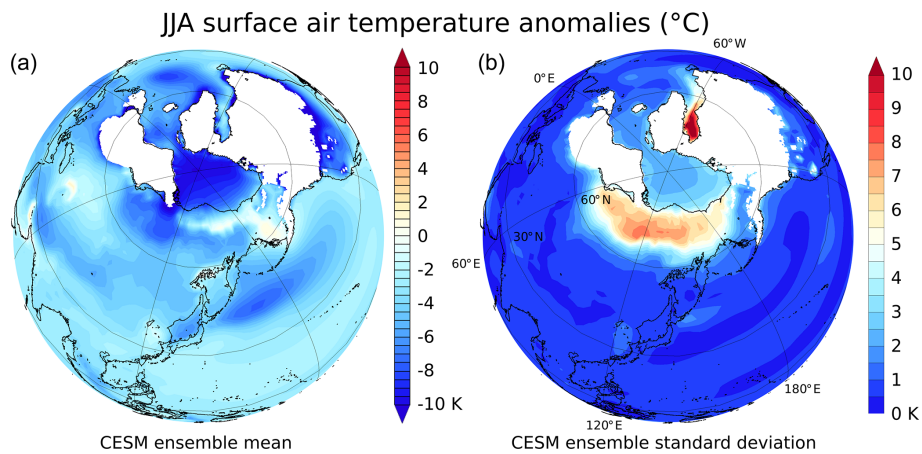 JJA surface air temperature anomalies (°C)
(a)
10
8
6
4
2
0
-2
-4
-6
-8
-10 K
CESM ensemble mean
(b)
60°W
0°E
60°N
30°N
60°E
120°E
180°E
10
9
8
7
6
5
4
3
2
1
0 K
CESM ensemble standard deviation